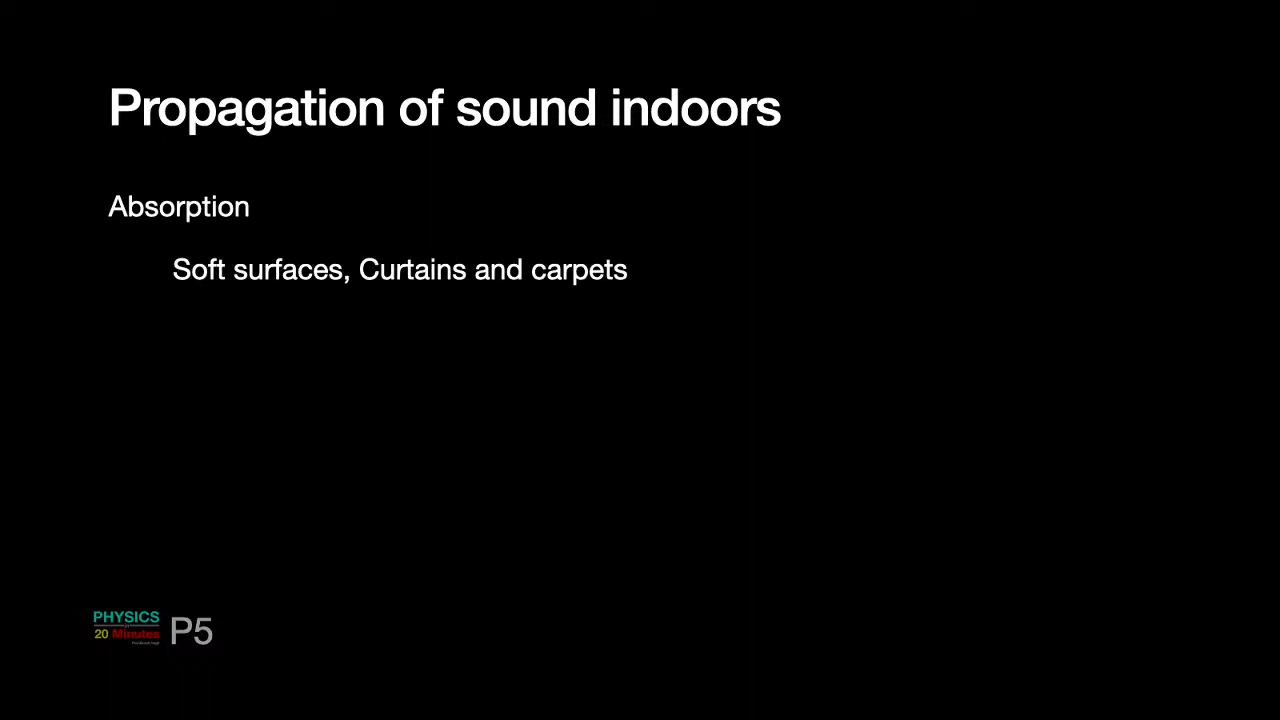 Propagation of sound indoors
Absorption
Soft surfaces, Curtains and carpets
PHYSICS
20 Minutes
P5